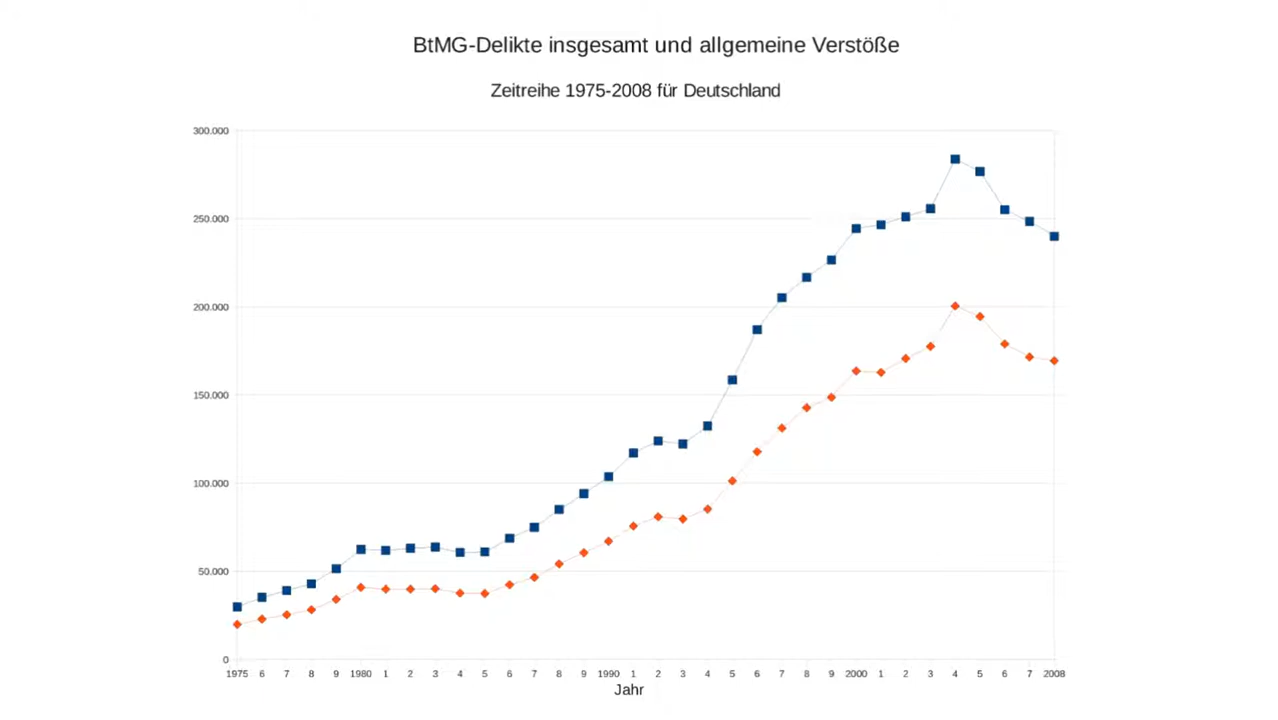 BtMG-Delikte insgesamt und allgemeine Verstöße
Zeitreihe 1975-2008 für Deutschland
300.000
250.000
200.000
150.000
100.000
50.000
0
1975 6 7 8 9 1980 1 2 3 4 5 6 7 8 9 1990 1 2 3 4 5 6 7 8 9 2000 1 2 3 4 5 6 7 2008
Jahr